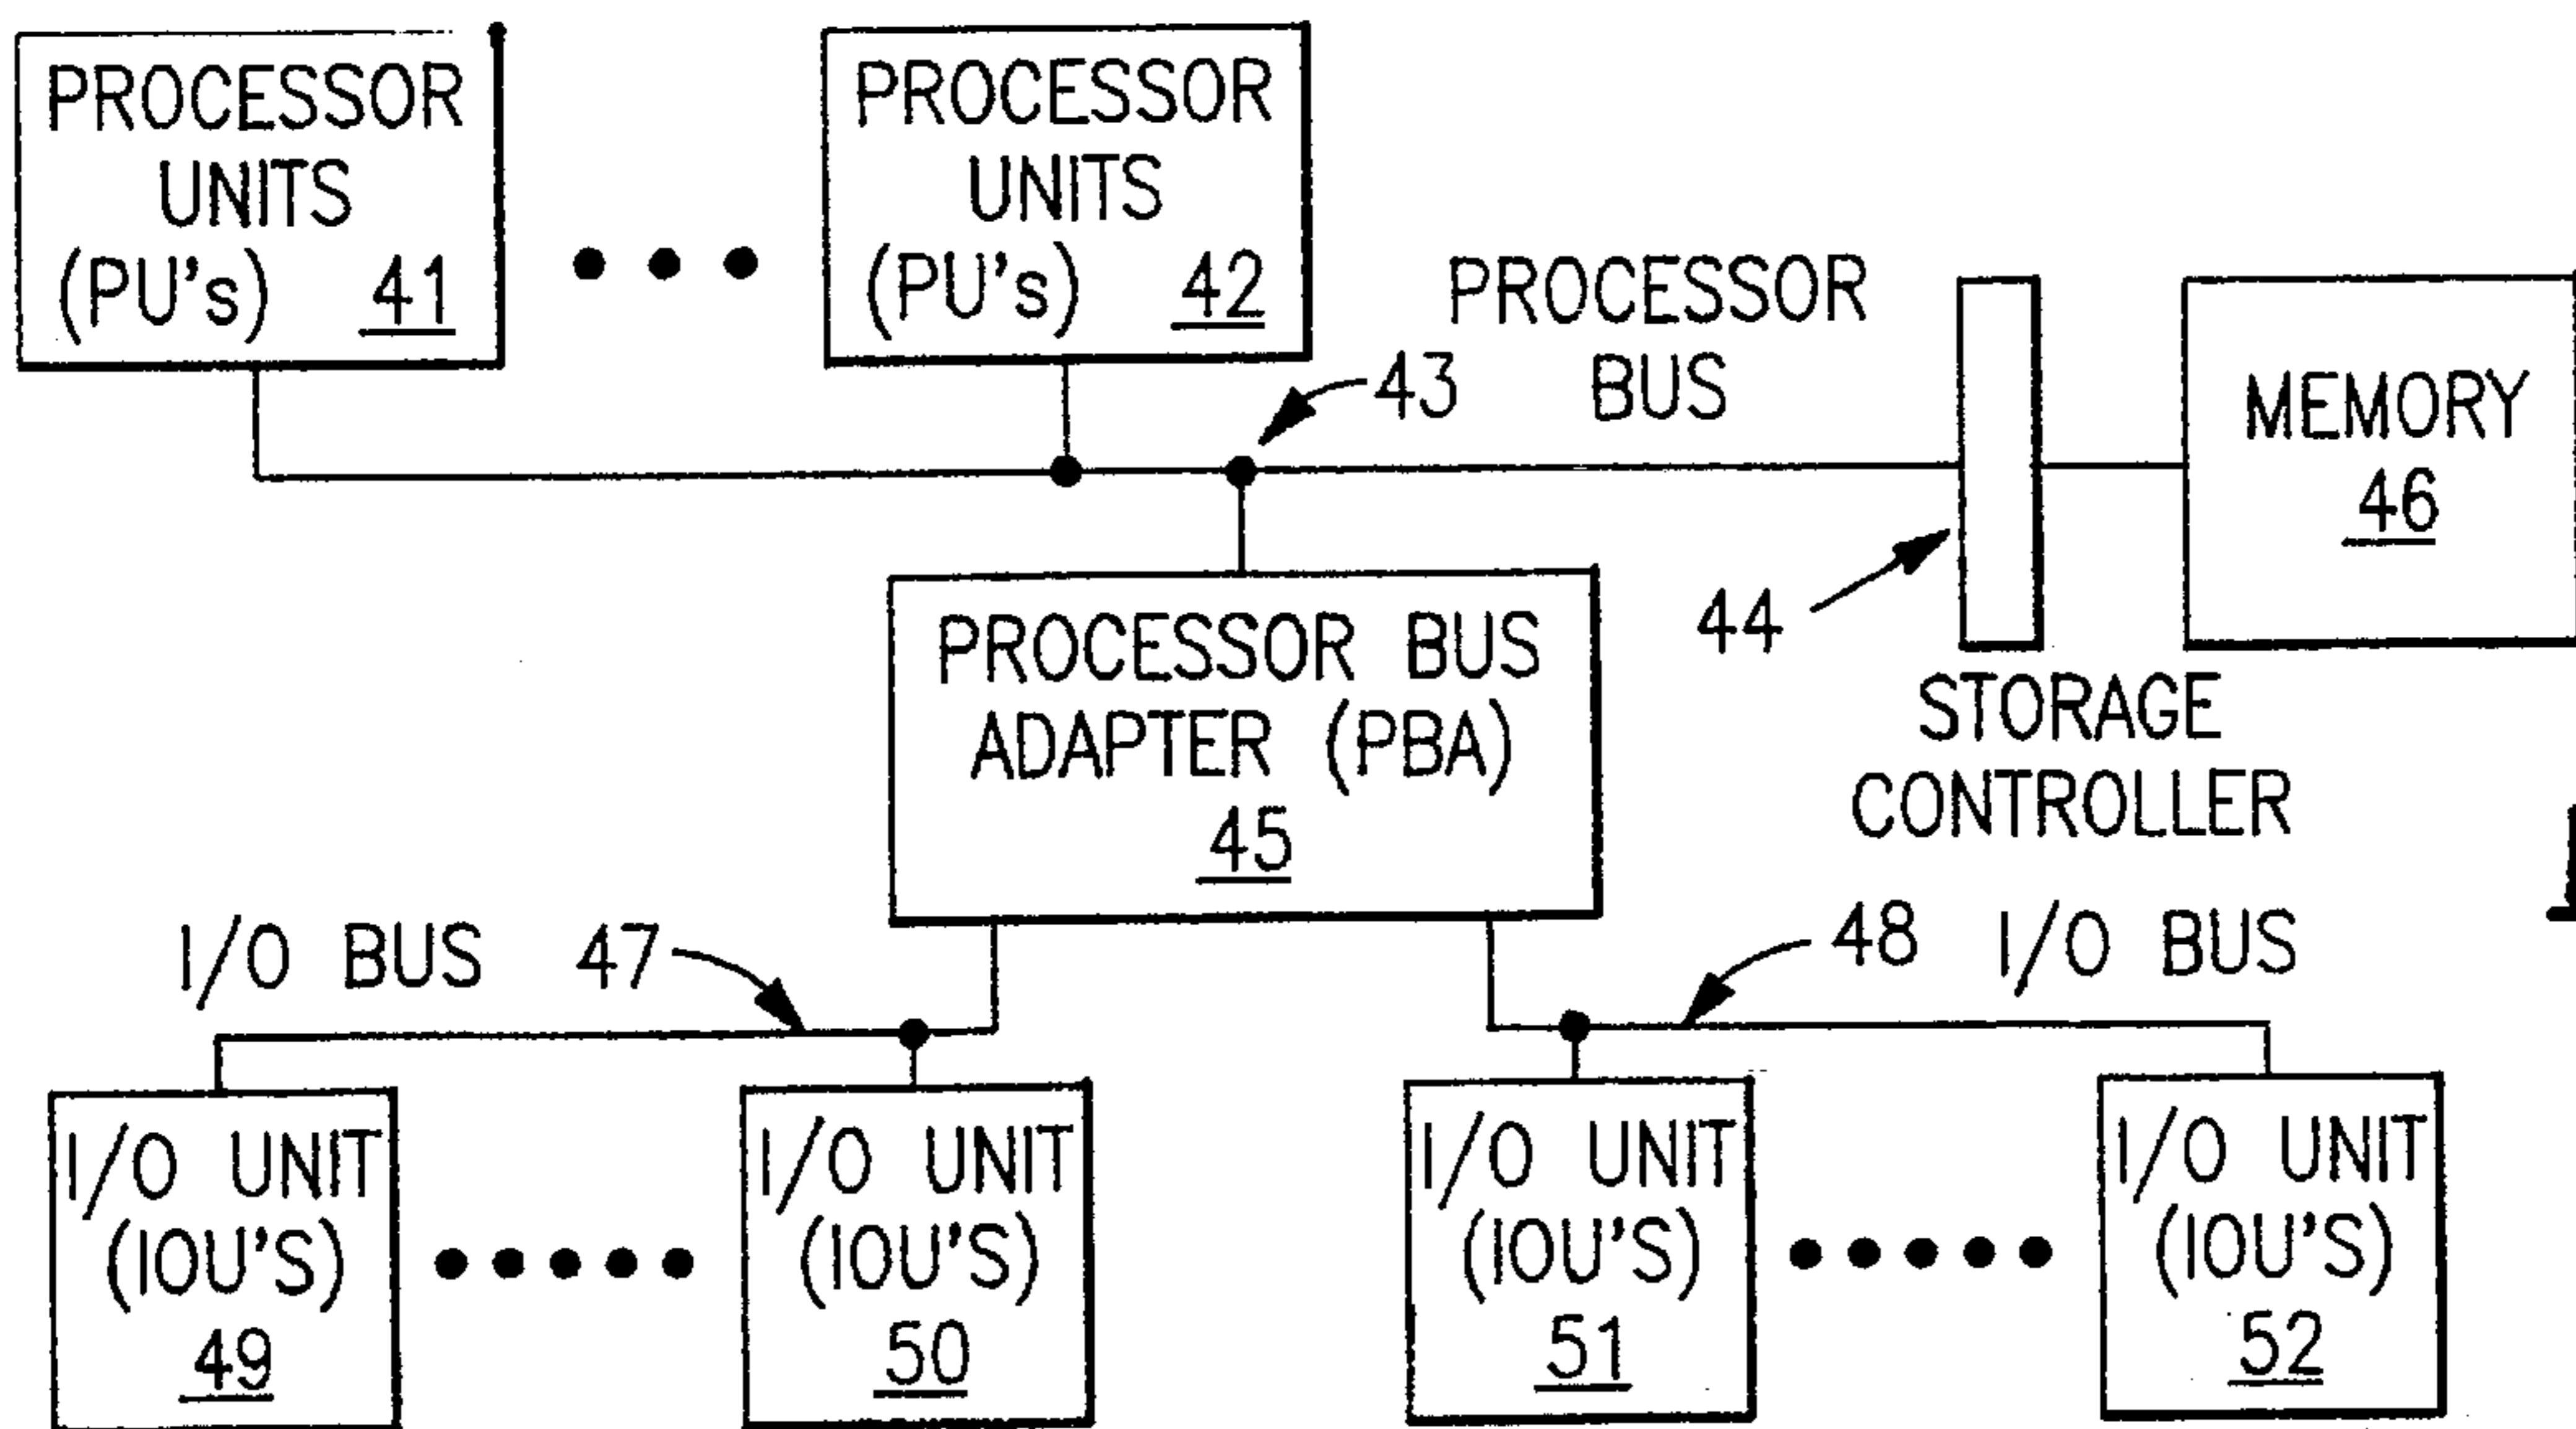 PROCESSOR
UNITS
(PU's) 41
PROCESSOR
UNITS
(PU's) 42
PROCESSOR
BUS
43
MEMORY
46
44
STORAGE
CONTROLLER
PROCESSOR BUS
ADAPTER (PBA)
45
I/O BUS 47
48 I/O BUS
I/O UNIT
(IOU'S)
49
I/O UNIT
(IOU'S)
50
I/O UNIT
(IOU'S)
51
I/O UNIT
(IOU'S)
52